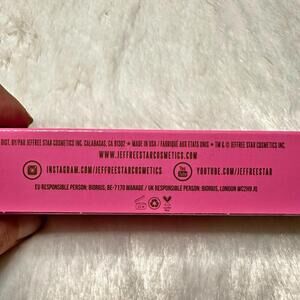 DIST. BY/PAR JEFFREE STAR COSMETICS INC. CALABASAS, CA 91302 ★ MADE IN USA / FABRIQUÉ AUX ETATS UNIS ★ TM & © JEFFREE STAR COSMETICS INC.
WWW.JEFFREESTARCOSMETICS.COM
INSTAGRAM.COM/JEFFREESTARCOSMETICS YOUTUBE.COM/JEFFREESTAR
EU RESPONSIBLE PERSON: BIORIUS, BE-7170 MANAGE / UK RESPONSIBLE PERSON: BIORIUS, LONDON WC2H9JQ